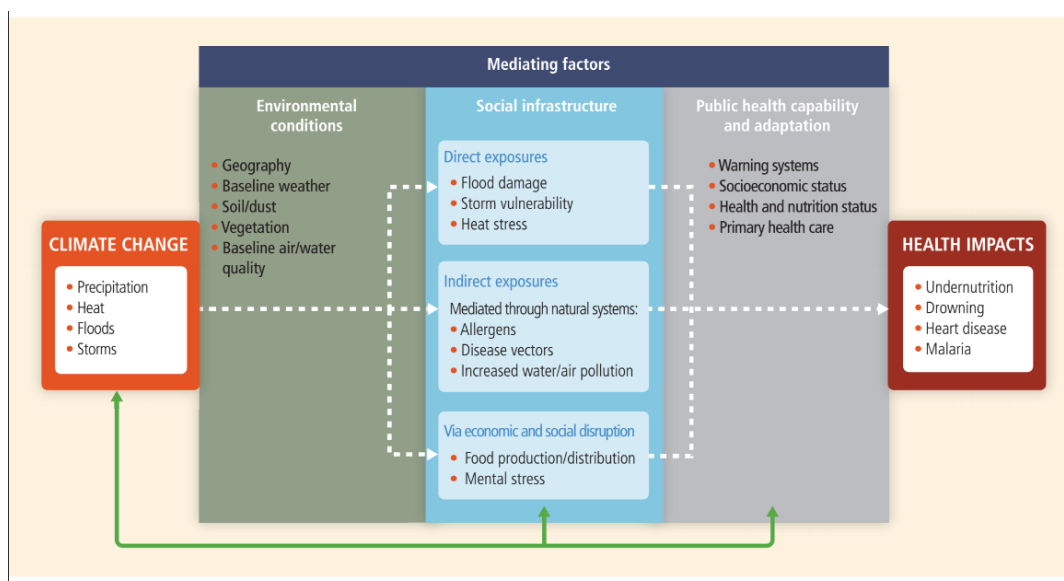 Mediating factors
Environmental
conditions
Geography
Baseline weather
Soil/dust
Vegetation
Baseline air/water
quality
Social infrastructure
Direct exposures
Flood damage
Storm vulnerability
Heat stress
Indirect exposures
Mediated through natural systems:
Allergens
Disease vectors
Increased water/air pollution
Via economic and social disruption
Food production/distribution
Mental stress
Public health capability
and adaptation
Warning systems
Socioeconomic status
Health and nutrition status
Primary health care
CLIMATE CHANGE
Precipitation
Heat
Floods
Storms
HEALTH IMPACTS
Undernutrition
Drowning
Heart disease
Malaria